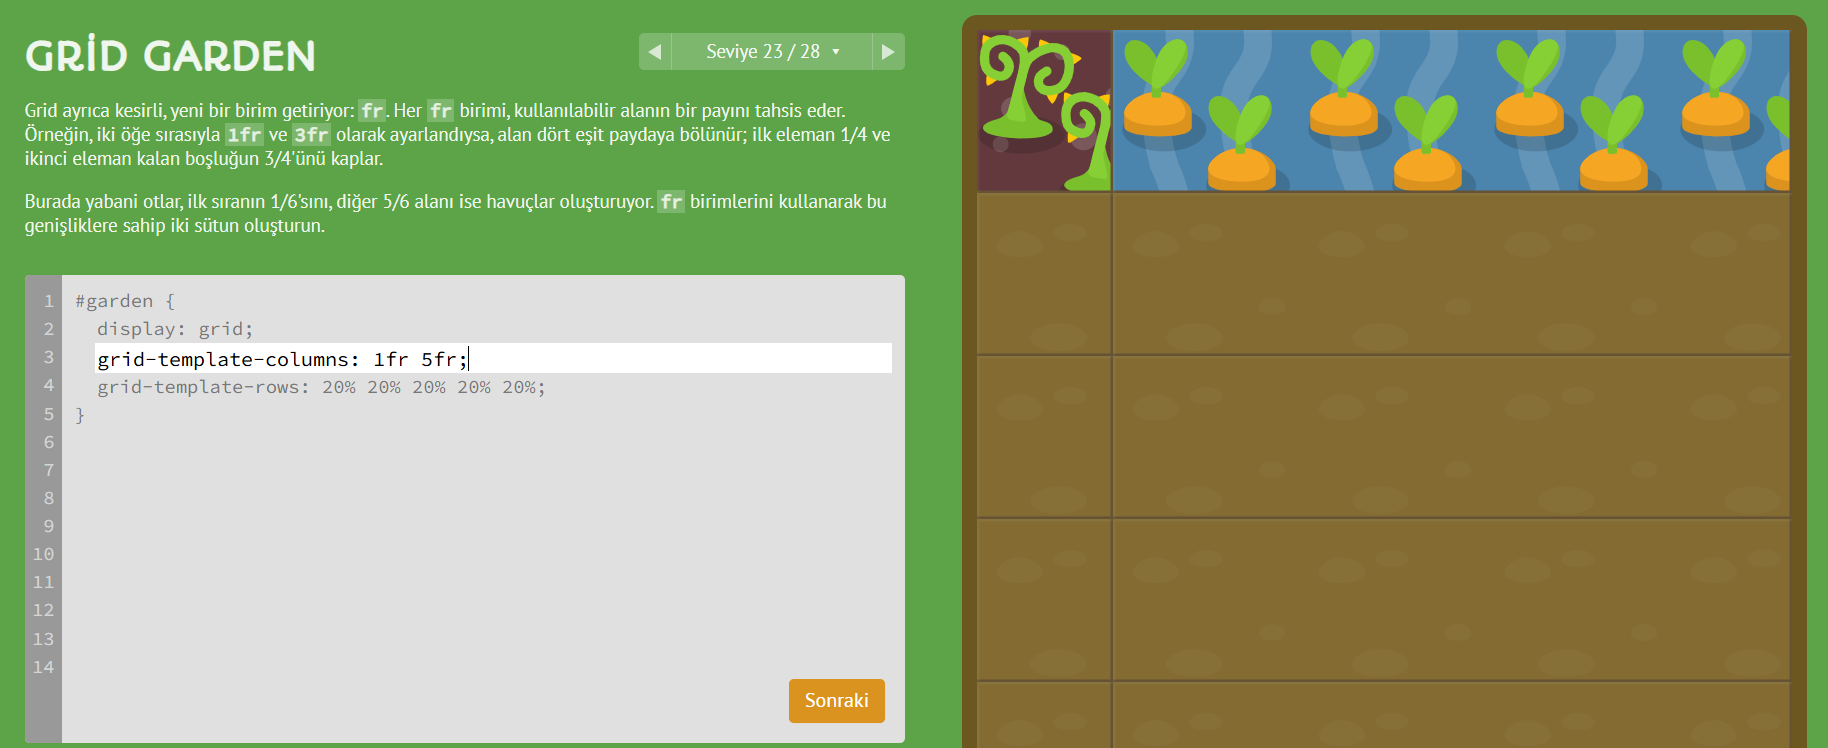 GRİD GARDEN
Seviye 23 / 28
Grid ayrıca kesirli, yeni bir birim getiriyor: fr. Her fr birimi, kullanılabilir alanın bir payını tahsis eder.
Örneğin, iki öğe sırasıyla 1fr ve 3fr olarak ayarlandıysa, alan dört eşit paydaya bölünür; ilk eleman 1/4 ve
ikinci eleman kalan boşluğun 3/4'ünü kaplar.
Burada yabani otlar, ilk sıranın 1/6'sını, diğer 5/6 alanı ise havuçlar oluşturuyor. fr birimlerini kullanarak bu
genişliklere sahip iki sütun oluşturun.
1 #garden {
2 display: grid;
3 grid-template-columns: 1fr 5fr;
4 grid-template-rows: 20% 20% 20% 20% 20%;
5 }
6
7
8
9
10
11
12
13
14
Sonraki